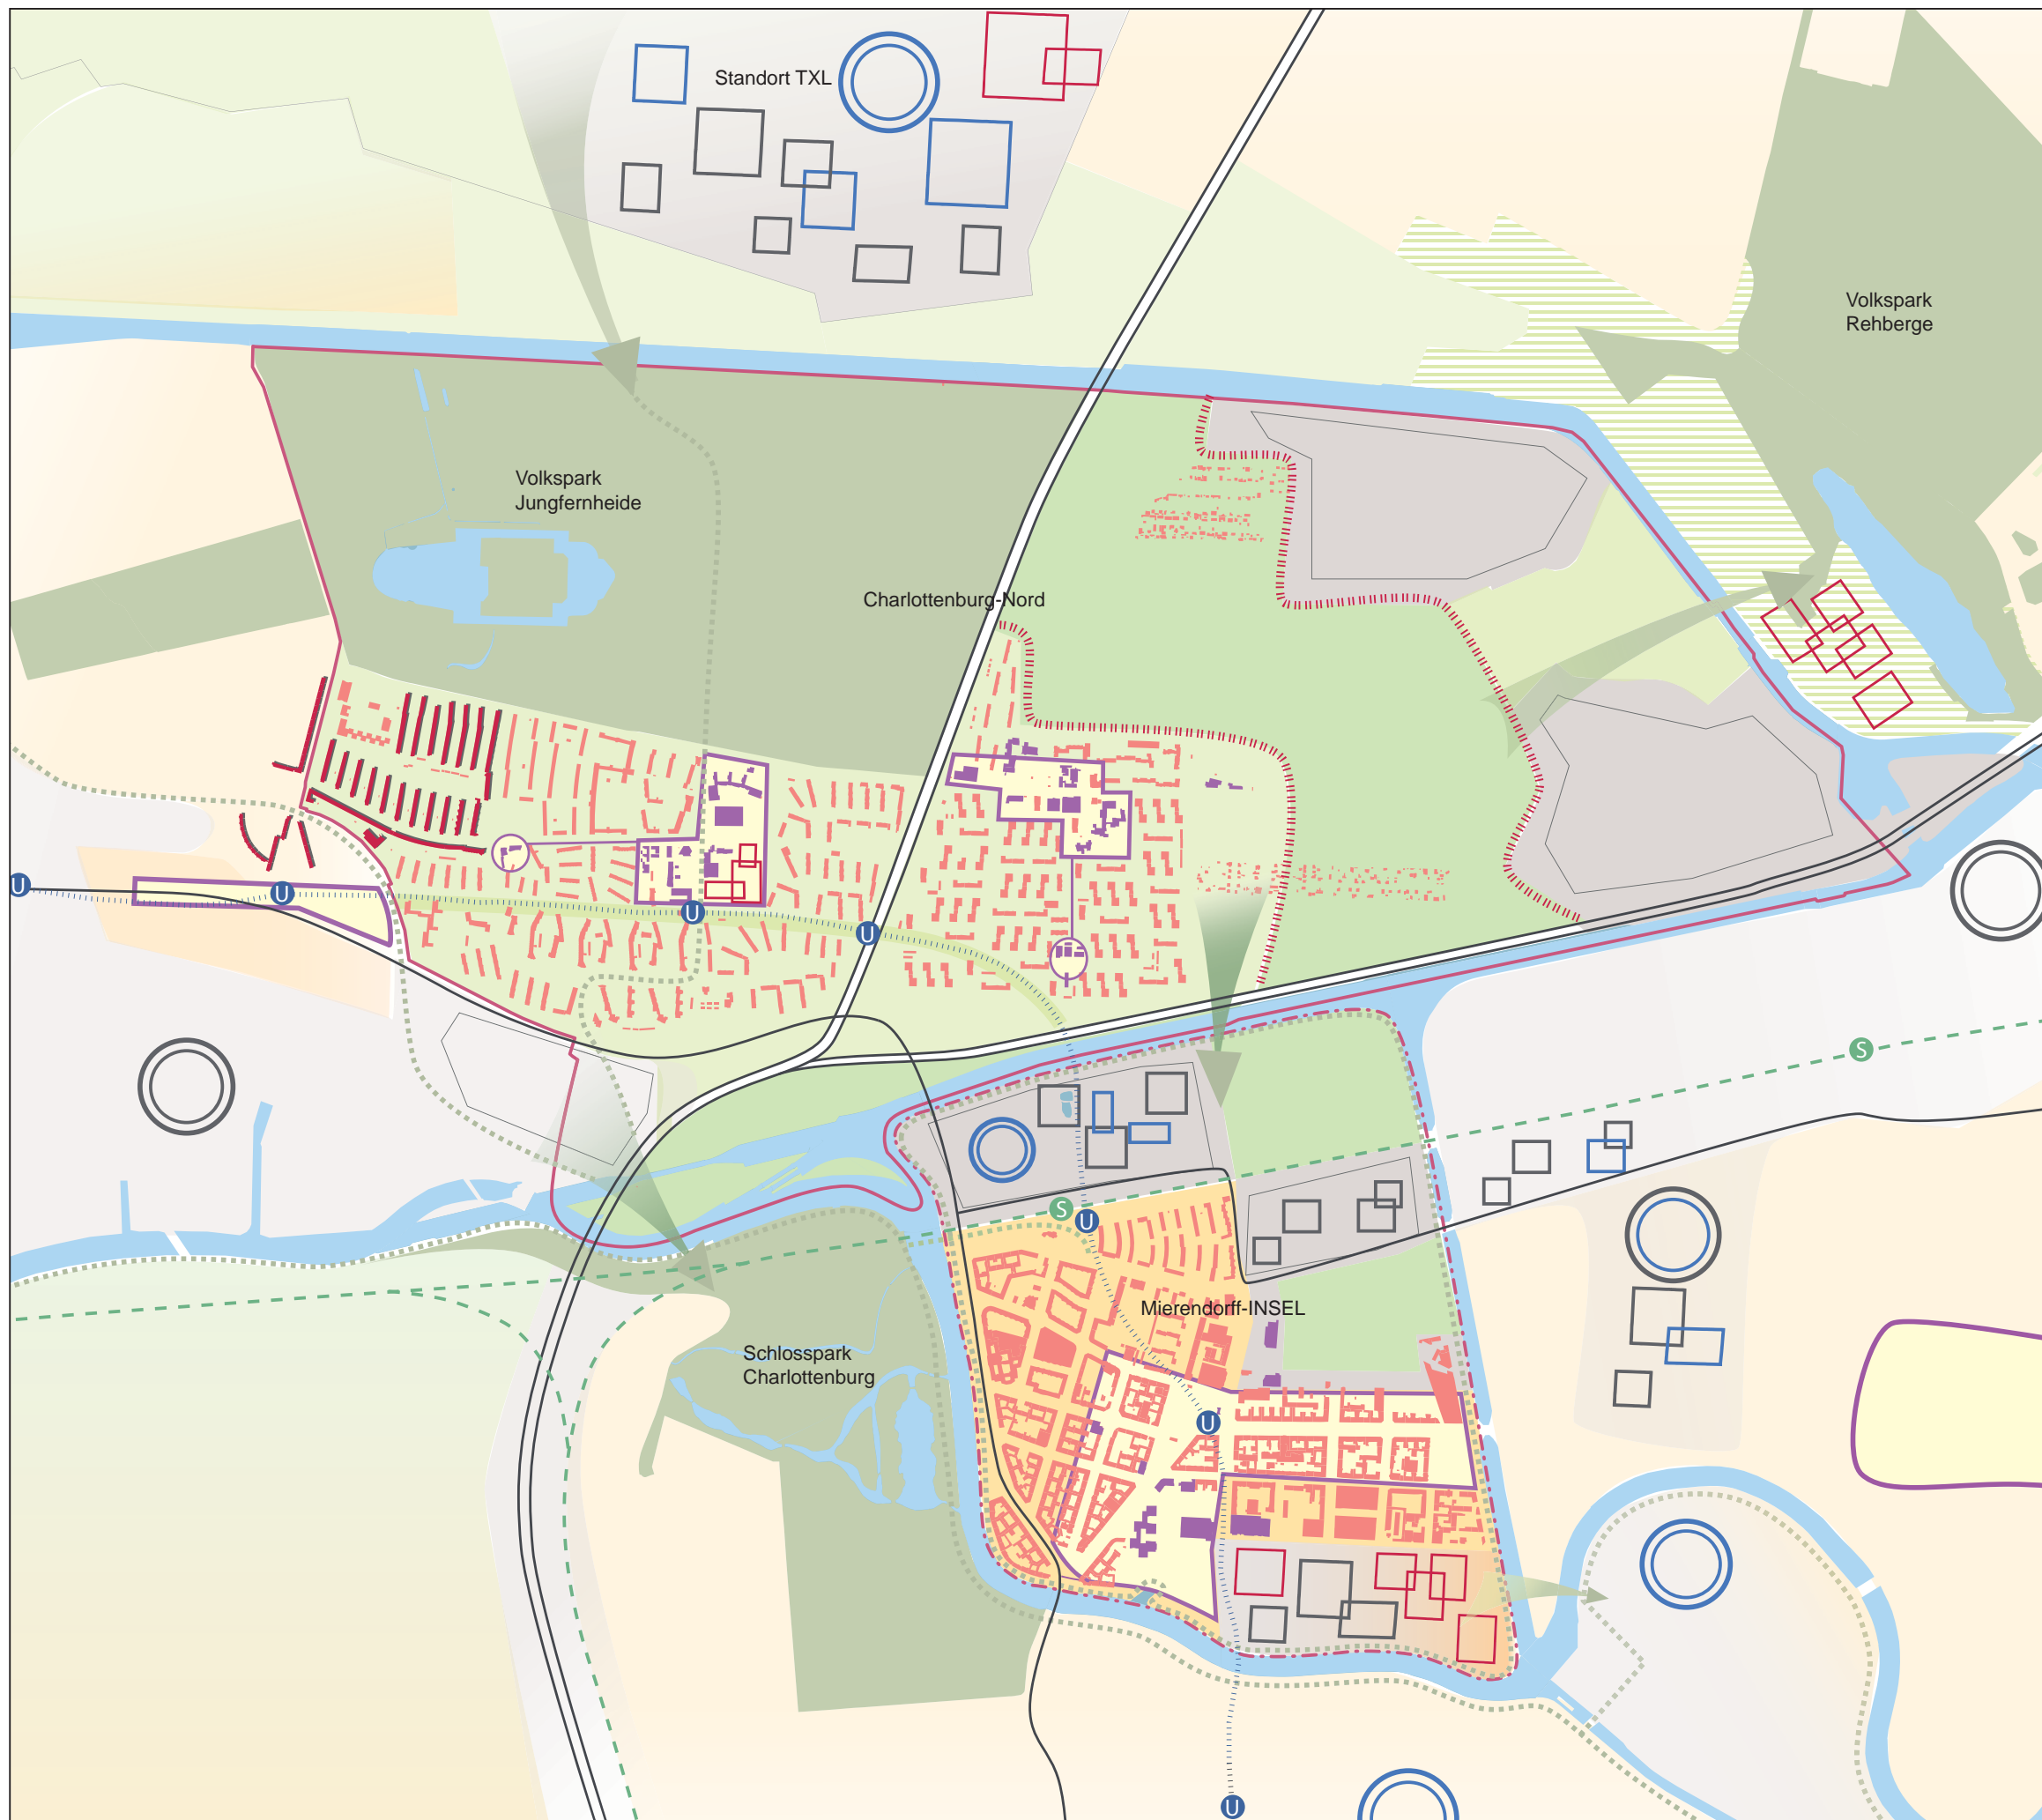 Standort TXL
Volkspark
Rehberge
Volkspark
Jungfernheide
Charlottenburg-Nord
U
U
U
U
S
S
U
Mierendorff-INSEL
Schlosspark
Charlottenburg
U
U